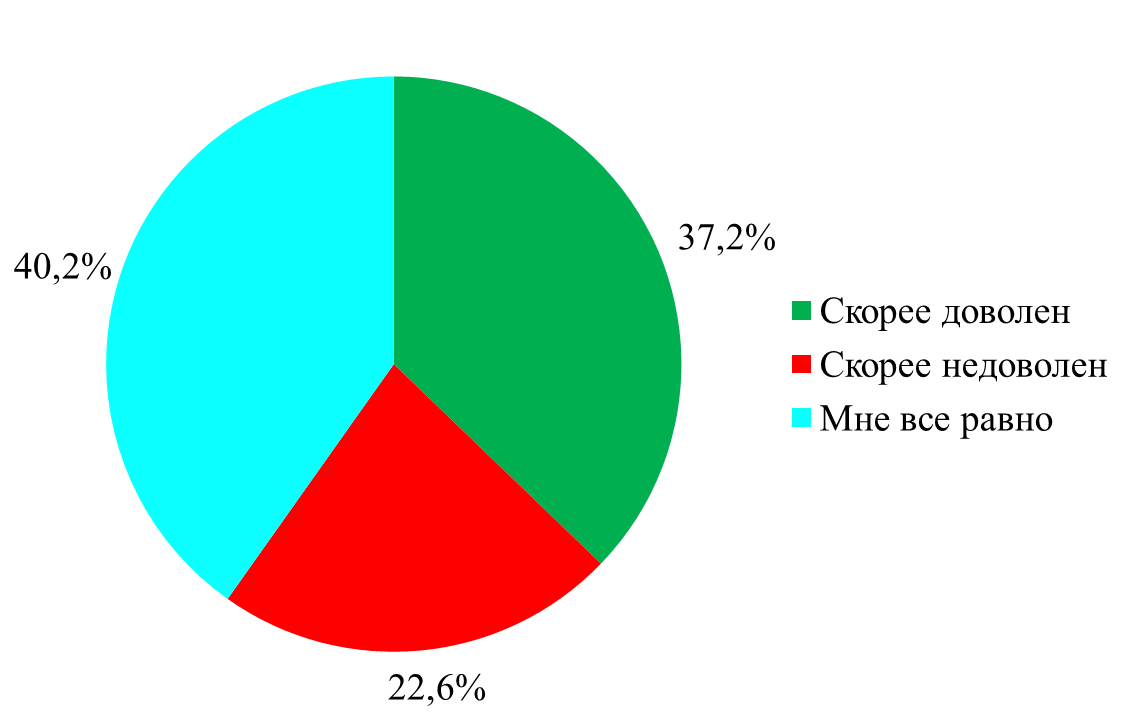 37,2%
40,2%
Скорее доволен
Скорее недоволен
Мне все равно
22,6%